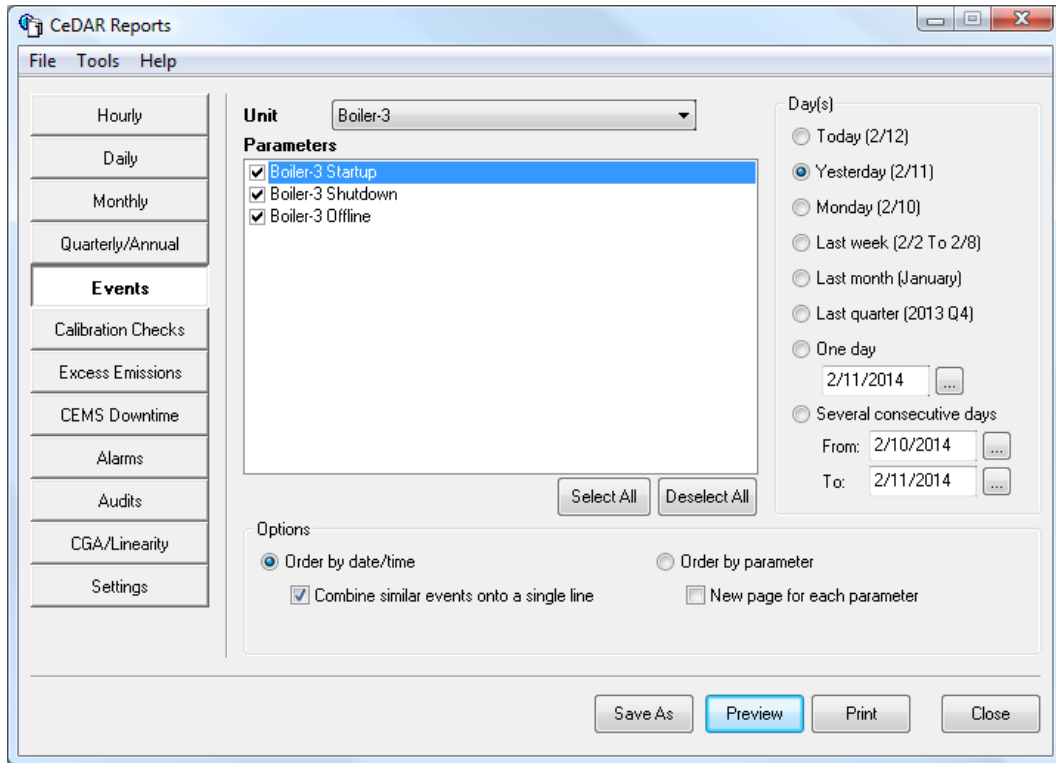 CeDAR Reports
File Tools Help
Hourly
Daily
Monthly
Quarterly/Annual
Events
Calibration Checks
Excess Emissions
CEMS Downtime
Alarms
Audits
CGA/Linearity
Settings
Unit Boiler-3
Parameters
Boiler-3 Startup
Boiler-3 Shutdown
Boiler-3 Offline
Select All Deselect All
Day(s)
Today (2/12)
Yesterday (2/11)
Monday (2/10)
Last week (2/2 To 2/8)
Last month (January)
Last quarter (2013 Q4)
One day
2/11/2014 ...
Several consecutive days
From: 2/10/2014 ...
To: 2/11/2014 ...
Options
Order by date/time Order by parameter
Combine similar events onto a single line New page for each parameter
Save As Preview Print Close